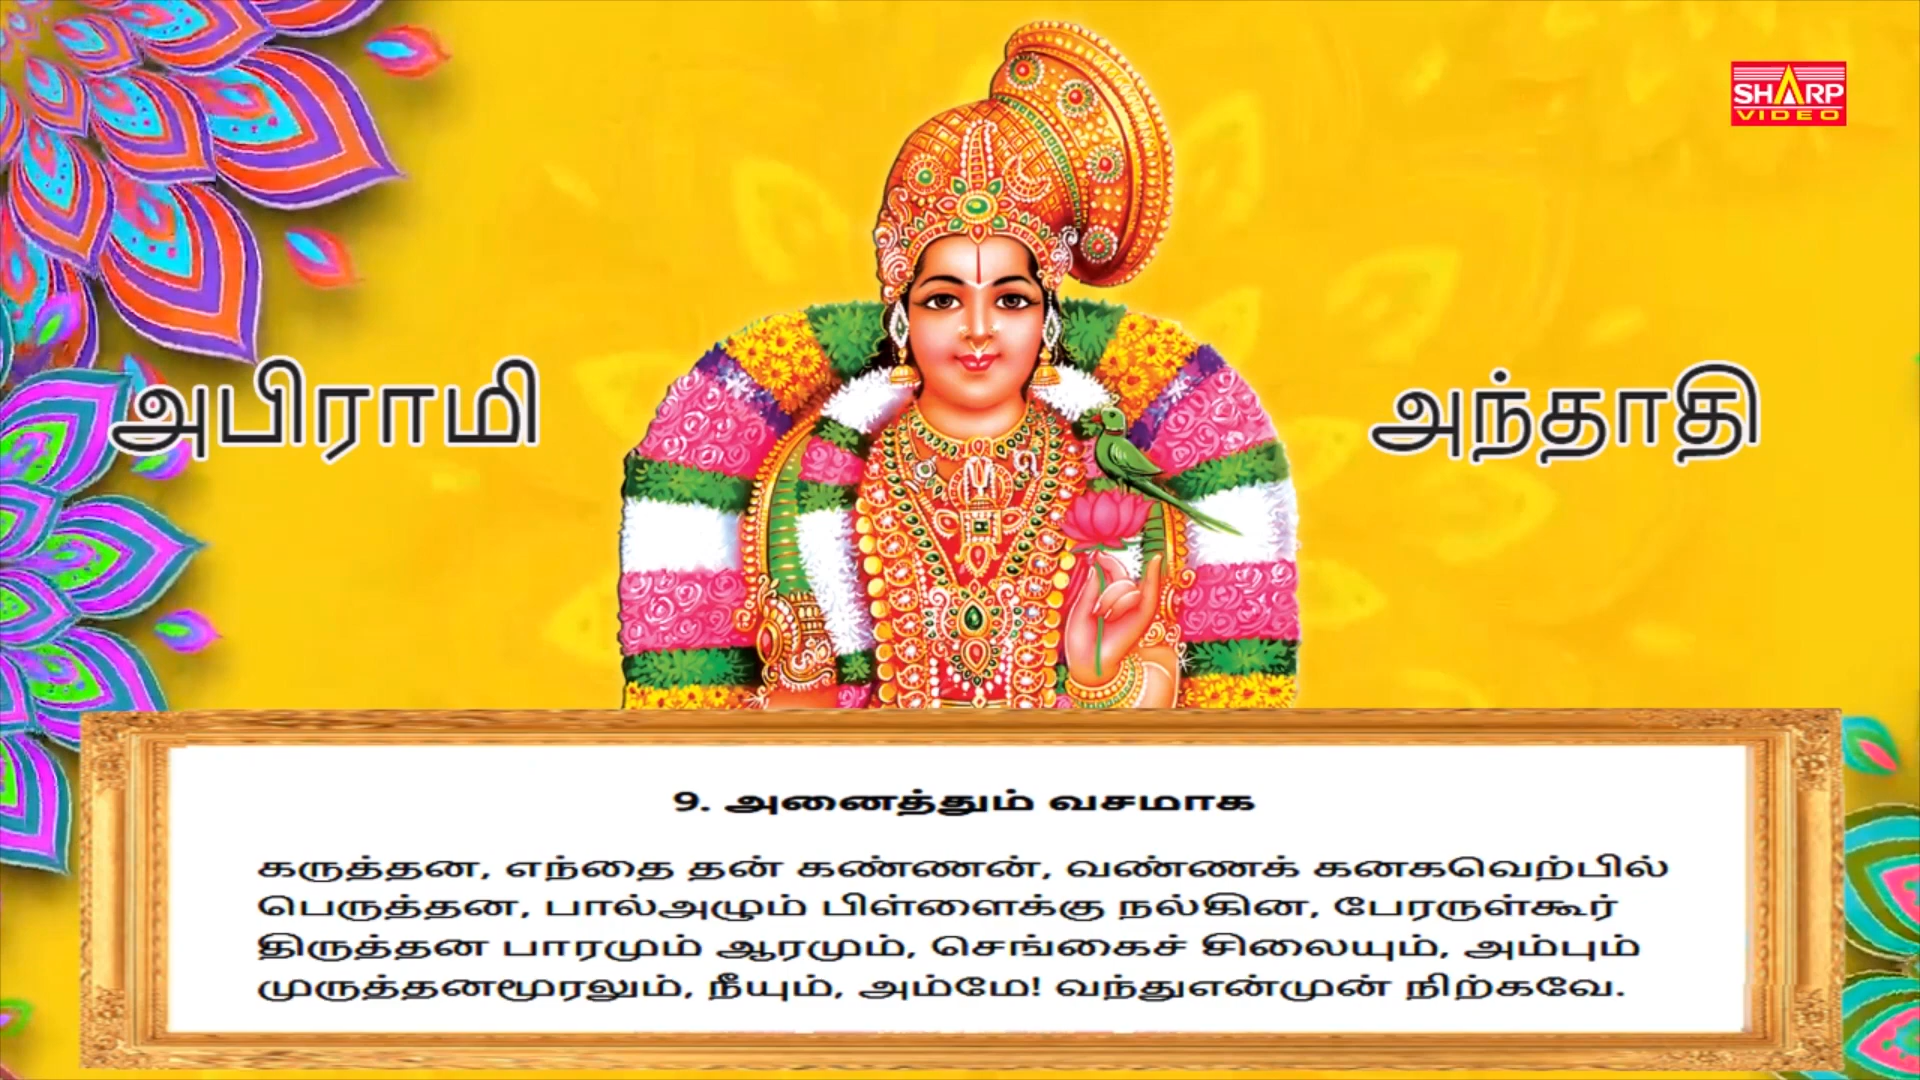 SHARP
VIDEO
அபிராமி
அந்தாதி
9. அனைத்தும் வசமாக
கருத்தன, எந்தை தன் கண்ணன், வண்ணக் கனகவெற்பில்
பெருத்தன, பால்அழும் பிள்ளைக்கு நல்கின, பேரருள்கூர்
திருத்தன பாரமும் ஆரமும், செங்கைச் சிலையும், அம்பும்
முருத்தனமூரலும், நீயும், அம்மே! வந்துஎன்முன் நிற்கவே.